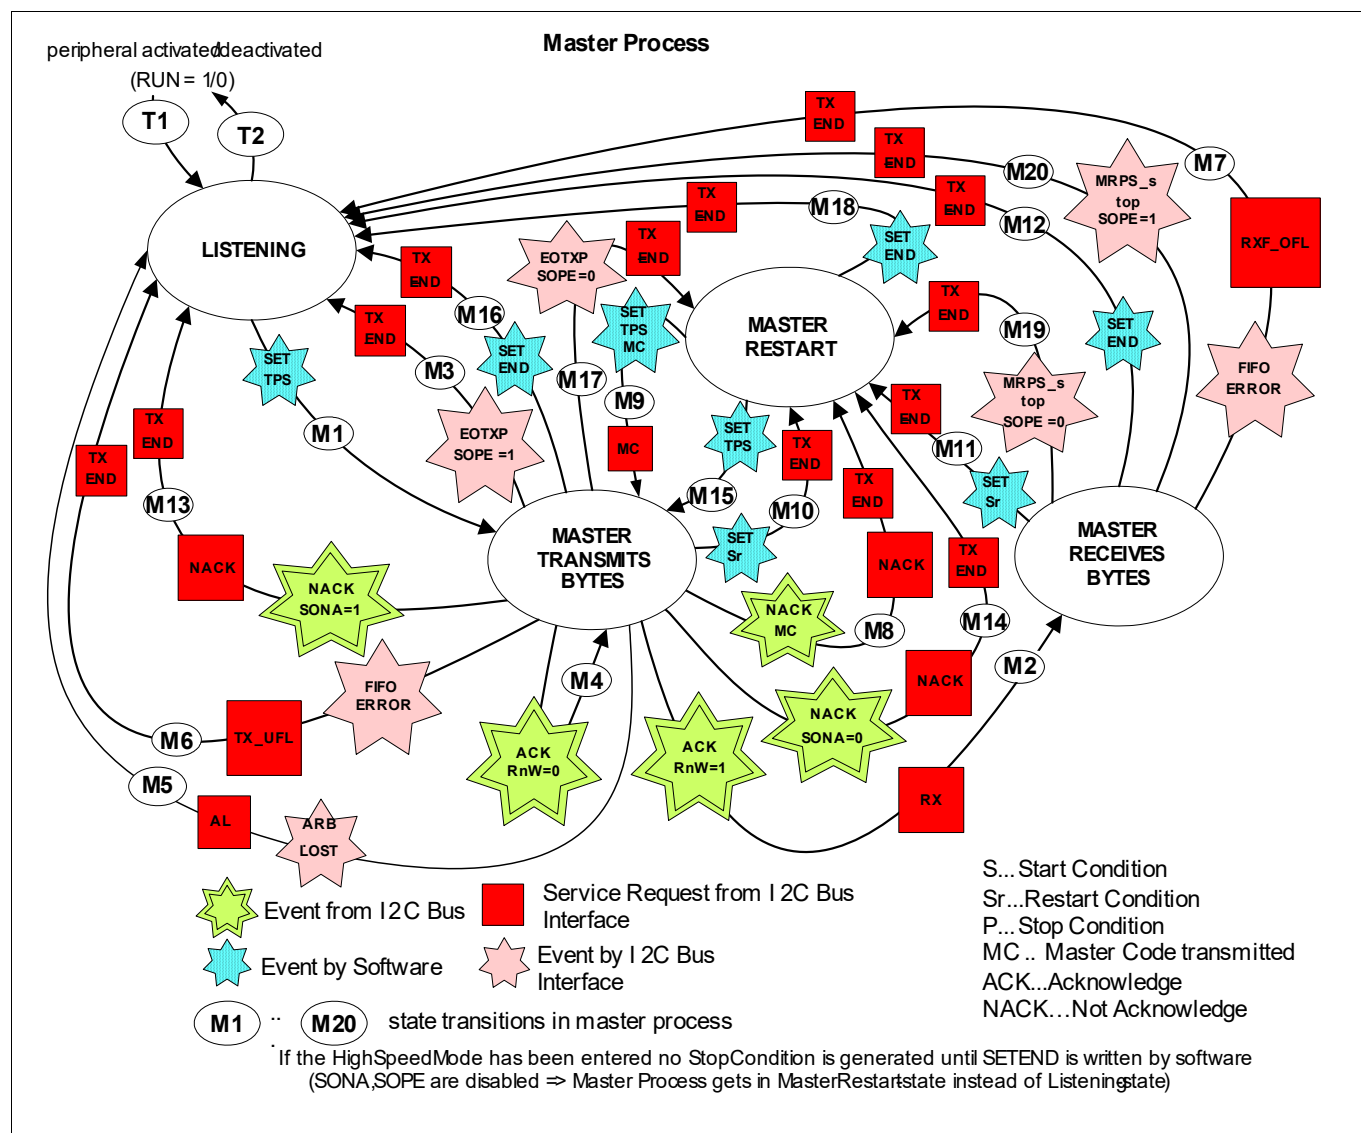 Master Process
peripheral activated/deactivated
(RUN = 1/0)
T1
T2
TX
END
TX
END
M20
M7
MRPS_s
top
SOPE=1
TX
END
M12
TX
END
M18
RXF_OFL
LISTENING
SET
END
EOTXP
SOPE=0
TX
END
TX
END
M16
TX
END
M3
SET
TPS
MC
MASTER
RESTART
TX
END
M19
SET
END
SET
TPS
SET
END
M17
M9
FIFO
ERROR
MRPS_s
top
SOPE=0
M1
EOTXP
SOPE=1
MC
SET
TPS
TX
END
TX
END
M11
TX
END
TX
END
M13
M15
M10
TX
END
SET
Sr
MASTER
TRANSMITS
BYTES
SET
Sr
MASTER
RECEIVES
BYTES
TX
END
NACK
NACK
SONA=1
NACK
NACK
MC
M8
M14
M2
M4
FIFO
ERROR
NACK
NACK
SONA=0
TX_UFL
M6
ACK
RnW=0
ACK
RnW=1
M5
RX
AL
ARB
LOST
Event from I2C Bus
Service Request from I2C Bus
Interface
Event by Software
Event by I2C Bus
Interface
M1
..
.
M20
state transitions in master process
S...Start Condition
Sr...Restart Condition
P...Stop Condition
MC.. Master Code transmitted
ACK...Acknowledge
NACK...Not Acknowledge
If the HighSpeedMode has been entered no StopCondition is generated until SETEND is written by software
(SONA,SOPE are disabled => Master Process gets in MasterRestart-state instead of Listening-state)